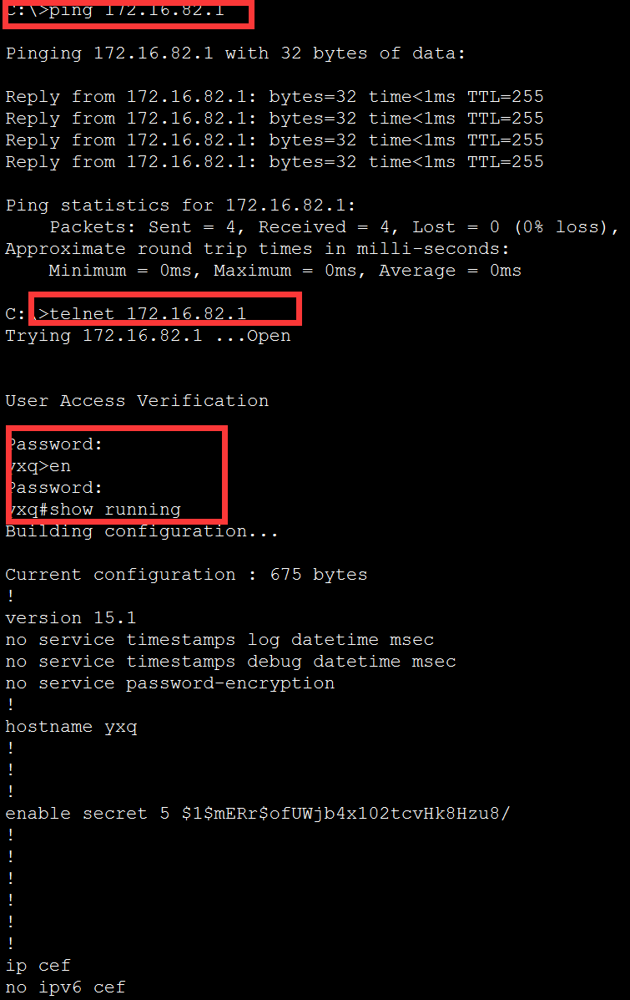 C:\>ping 172.16.82.1
Pinging 172.16.82.1 with 32 bytes of data:
Reply from 172.16.82.1: bytes=32 time<1ms TTL=255
Reply from 172.16.82.1: bytes=32 time<1ms TTL=255
Reply from 172.16.82.1: bytes=32 time<1ms TTL=255
Reply from 172.16.82.1: bytes=32 time<1ms TTL=255
Ping statistics for 172.16.82.1:
    Packets: Sent = 4, Received = 4, Lost = 0 (0% loss),
Approximate round trip times in milli-seconds:
    Minimum = 0ms, Maximum = 0ms, Average = 0ms
C:\>telnet 172.16.82.1
Trying 172.16.82.1 ...Open
User Access Verification
Password:
yxq>en
Password:
yxq#show running
Building configuration...
Current configuration : 675 bytes
!
version 15.1
no service timestamps log datetime msec
no service timestamps debug datetime msec
no service password-encryption
!
hostname yxq
!
!
!
enable secret 5 $1$mERr$ofUWjb4x102tcvHk8Hzu8/
!
!
!
!
!
!
ip cef
no ipv6 cef